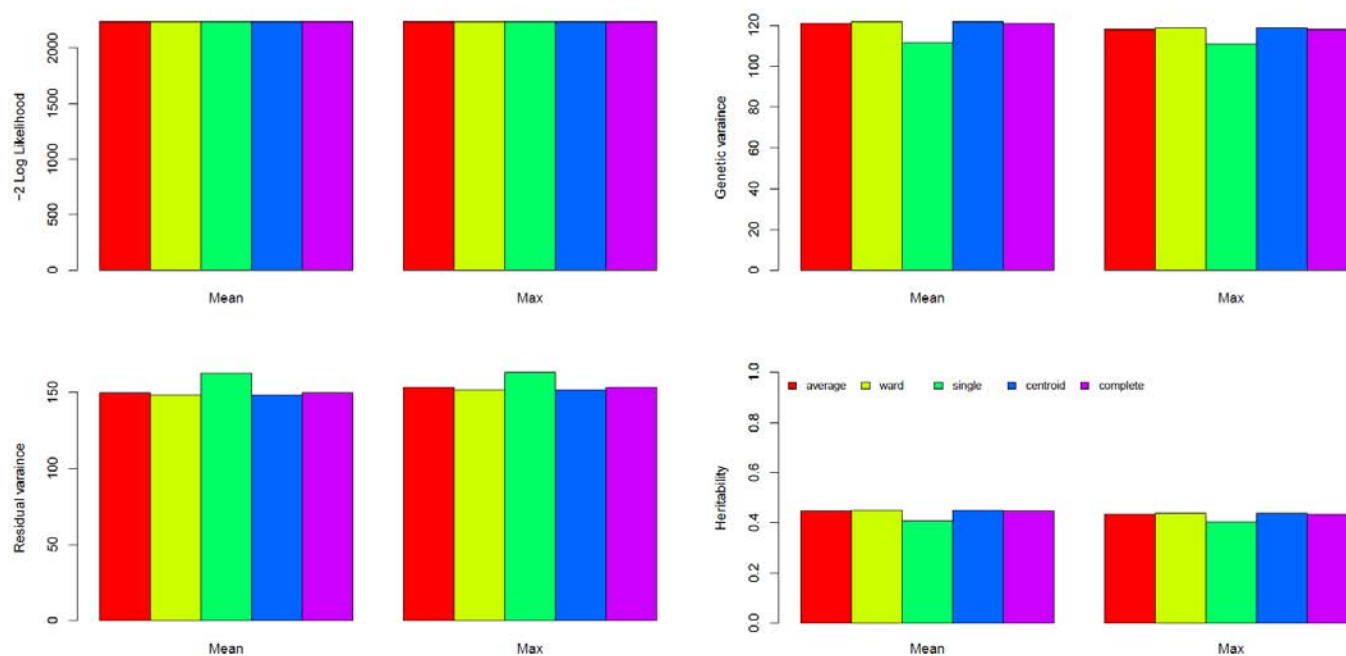 −2 Log Likelihood
2000
1500
1000
500
0
Mean
Max
Genetic varaince
120
100
80
60
40
20
0
Mean
Max
Residual varaince
150
100
50
0
Mean
Max
Heritability
1.0
0.8
0.6
0.4
0.2
0.0
average ward single centroid complete
Mean
Max